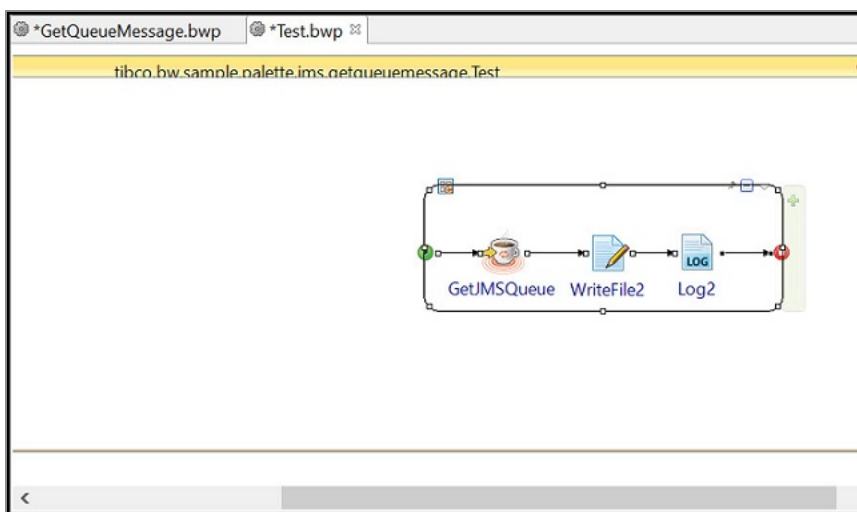 *GetQueueMessage.bwp *Test.bwp
tibco.bw.sample.palette.jms.getqueuemessage.Test
LOG
GetJMSQueue WriteFile2 Log2